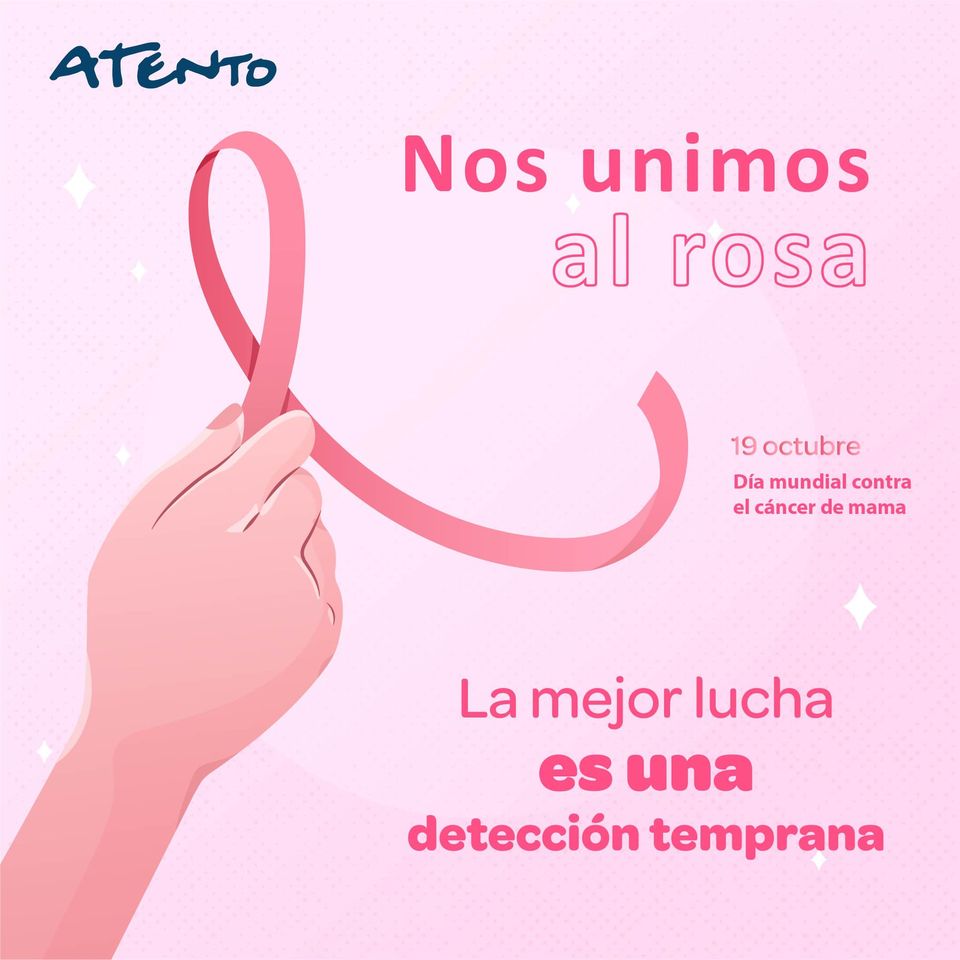 ATENTO
Nos unimos
al rosa
19 octubre
Día mundial contra
el cáncer de mama
La mejor lucha
es una
detección temprana